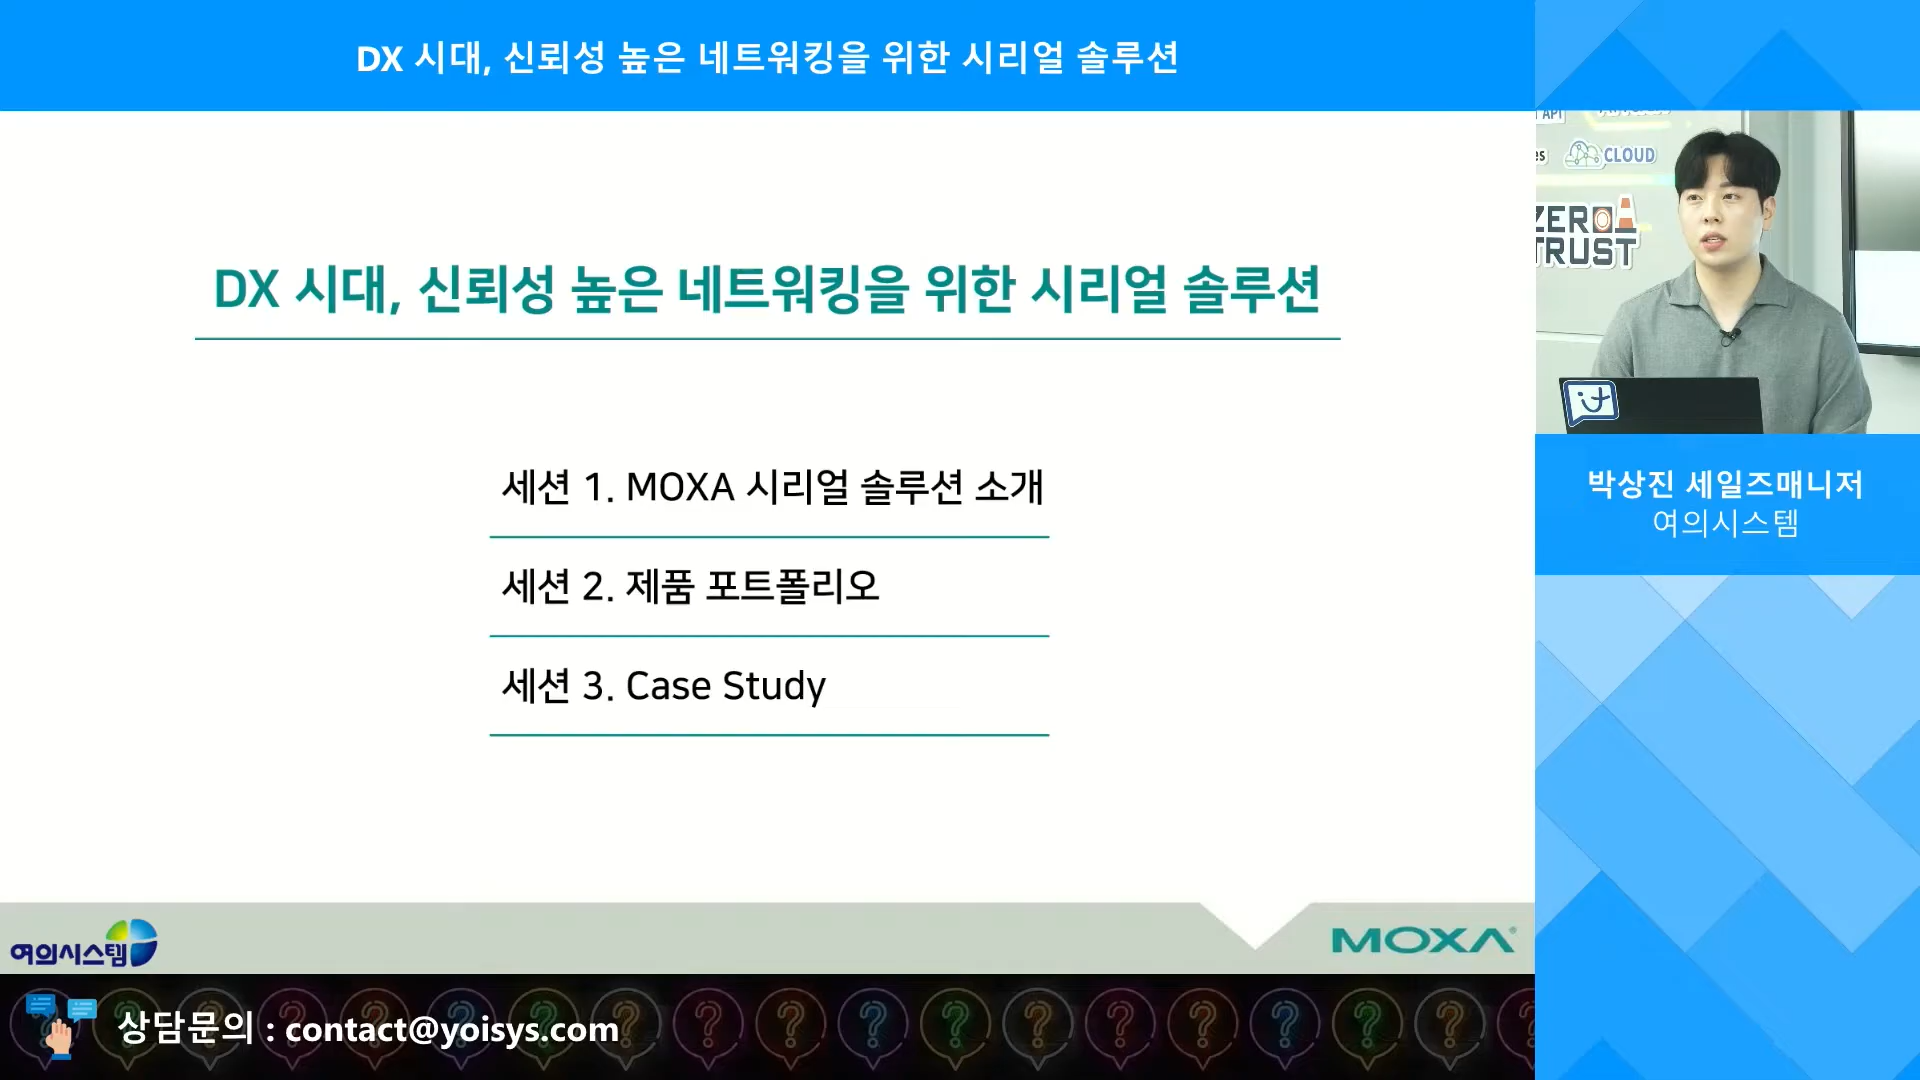 DX 시대, 신뢰성 높은 네트워킹을 위한 시리얼 솔루션
DX 시대, 신뢰성 높은 네트워킹을 위한 시리얼 솔루션
세션 1. MOXA 시리얼 솔루션 소개
세션 2. 제품 포트폴리오
세션 3. Case Study
여의시스템
MOXA
상담문의 : contact@yoisys.com
API
CLOUD
ZERO
TRUST
it
박상진 세일즈매니저
여의시스템